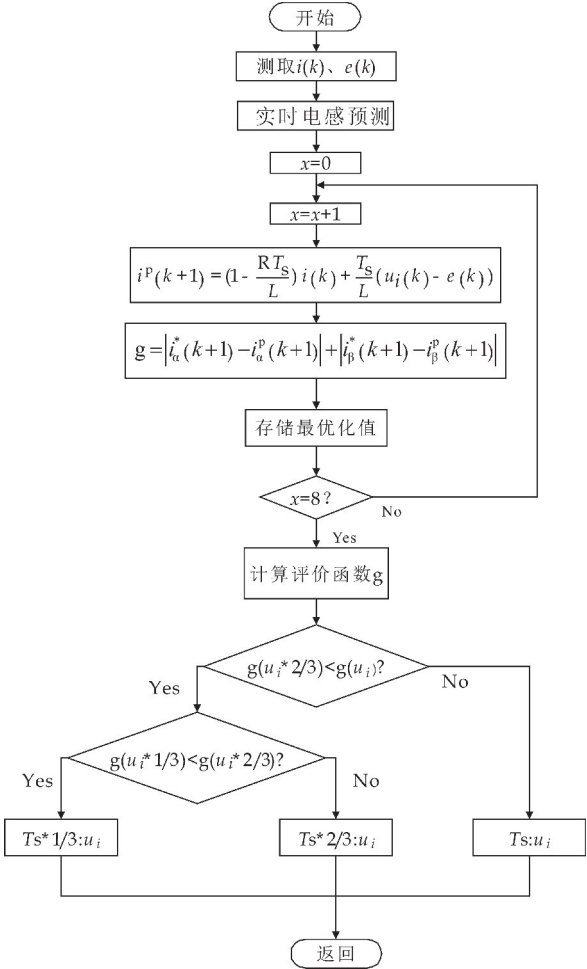 开始
测取i(k)、e(k)
实时电感预测
x=0
x=x+1
i^p(k+1)=(1-RT_s/L)i(k)+T_s/L(u_i(k)-e(k))
g=|i_α^*(k+1)-i_α^p(k+1)|+|i_β^*(k+1)-i_β^p(k+1)|
存储最优化值
x=8?
No
Yes
计算评价函数g
g(u_i*2/3)<g(u_i)?
Yes
No
g(u_i*1/3)<g(u_i*2/3)?
Yes
No
Ts*1/3:u_i
Ts*2/3:u_i
Ts:u_i
返回